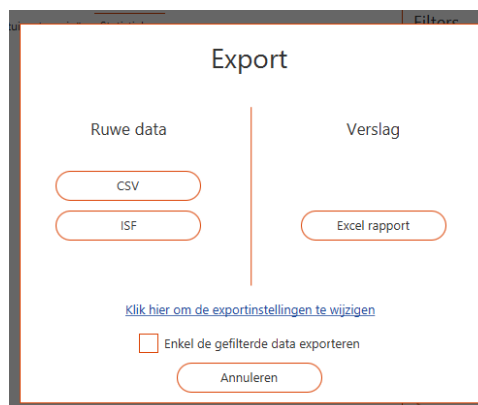 Filters
Export
Ruwe data
Verslag
CSV
ISF
Excel rapport
Klik hier om de exportinstellingen te wijzigen
Enkel de gefilterde data exporteren
Annuleren